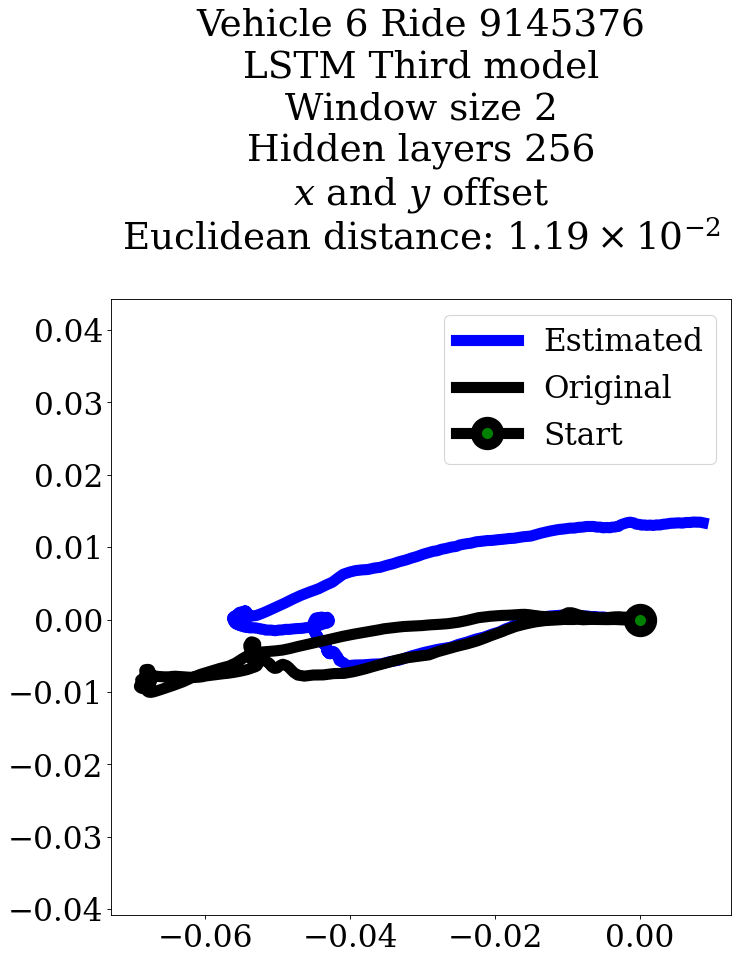 Vehicle 6 Ride 9145376
LSTM Third model
Window size 2
Hidden layers 256
x and y offset
Euclidean distance: 1.19 × 10⁻²
Estimated
Original
Start
0.04
0.03
0.02
0.01
0.00
−0.01
−0.02
−0.03
−0.04
−0.06 −0.04 −0.02 0.00